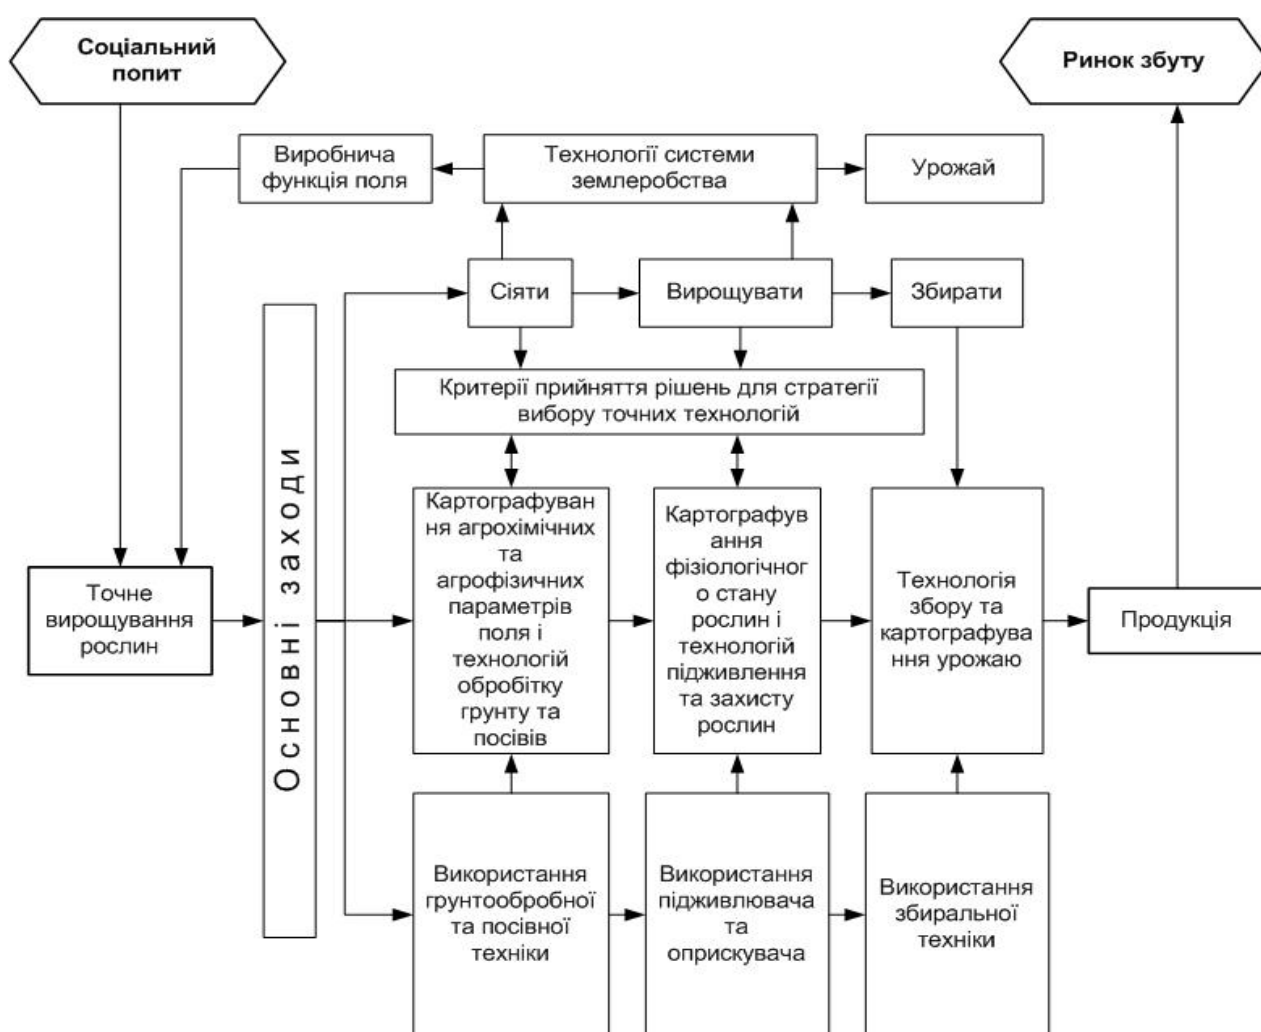 Соціальний
попит
Ринок збуту
Виробнича
функція поля
Технології системи
землеробства
Урожай
Сіяти
Вирощувати
Збирати
Критерії прийняття рішень для стратегії
вибору точних технологій
Основні заходи
Точне
вирощування
рослин
Картографуван
ня агрохімічних
та
агрофізичних
параметрів
поля і
технологій
обробітку
грунту та
посівів
Картографув
ання
фізіологічног
о стану
рослин і
технологій
підживлення
та захисту
рослин
Технологія
збору та
картографува
ння урожаю
Продукція
Використання
грунтообробної
та посівної
техніки
Використання
підживлювача
та
оприскувача
Використання
збиральної
техніки